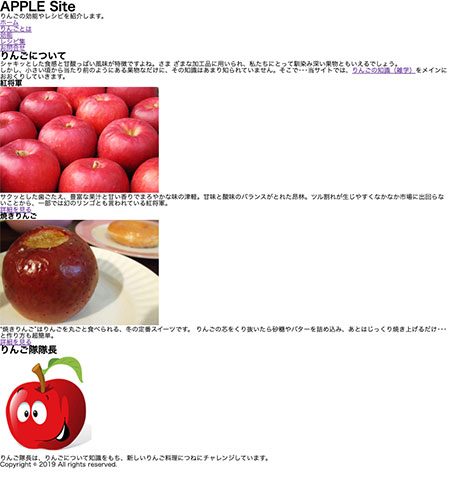 APPLE Site
りんごの効能やレシピを紹介します。
ホーム
りんごとは
効能
レシピ集
お問合せ
りんごについて
シャキッとした食感と甘酸っぱい風味が特徴ですよね。さま ざまな加工品に用いられ、私たちにとって馴染み深い果物ともいえるでしょう。
しかし、小さい頃から当たり前のようにある果物なだけに、その知識はあまり知られていません。そこで･･･当サイトでは、りんごの知識（雑学）をメインに
おおくりしていきます。
紅将軍
サクッとした歯ごたえ、豊富な果汁と甘い香りでまろやかな味の津軽。甘味と酸味のバランスがとれた昂林。ツル割れが生じやすくなかなか市場に出回らな
いことから、一部では幻のリンゴとも言われている紅将軍。
詳細を見る
焼きりんご
“焼きりんご”はりんごを丸ごと食べられる、冬の定番スイーツです。 りんごの芯をくり抜いたら砂糖やバターを詰め込み、あとはじっくり焼き上げるだけ･･･
と作り方も超簡単。
詳細を見る
りんご隊隊長
りんご隊長は、りんごについて知識をもち、新しいりんご料理につねにチャレンジしています。
Copyright © 2019 All rights reserved.